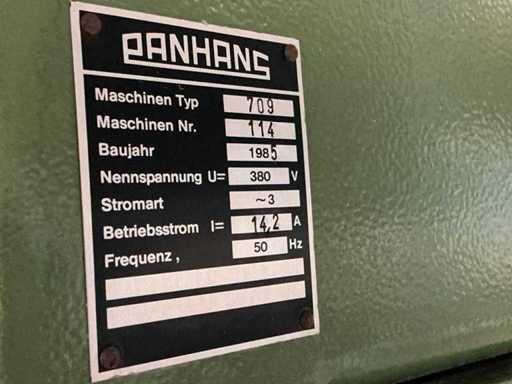 PANHANS
Maschinen Typ 709
Maschinen Nr. 114
Baujahr 1985
Nennspannung U= 380 V
Stromart ~3
Betriebsstrom I= 14,2 A
Frequenz, 50 Hz